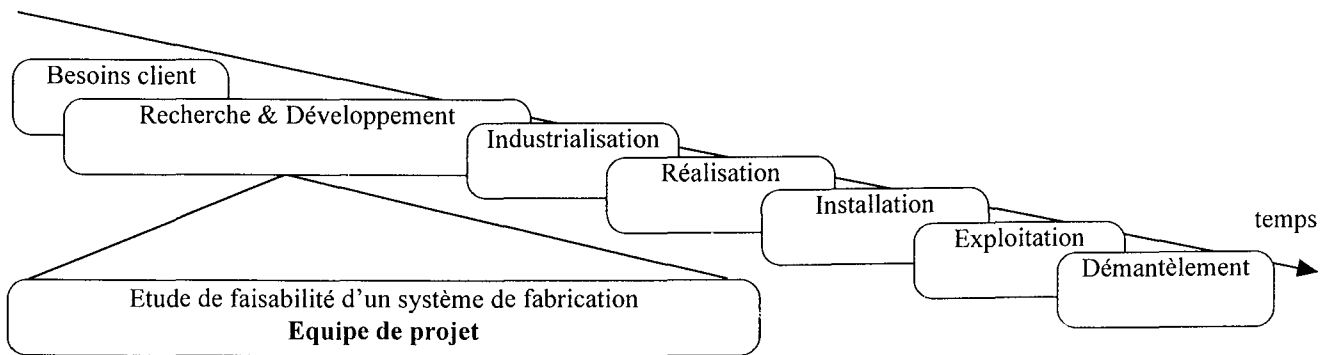 Besoins client
Recherche & Développement
Industrialisation
Réalisation
Installation
temps
Exploitation
Démantèlement
Etude de faisabilité d'un système de fabrication
Equipe de projet